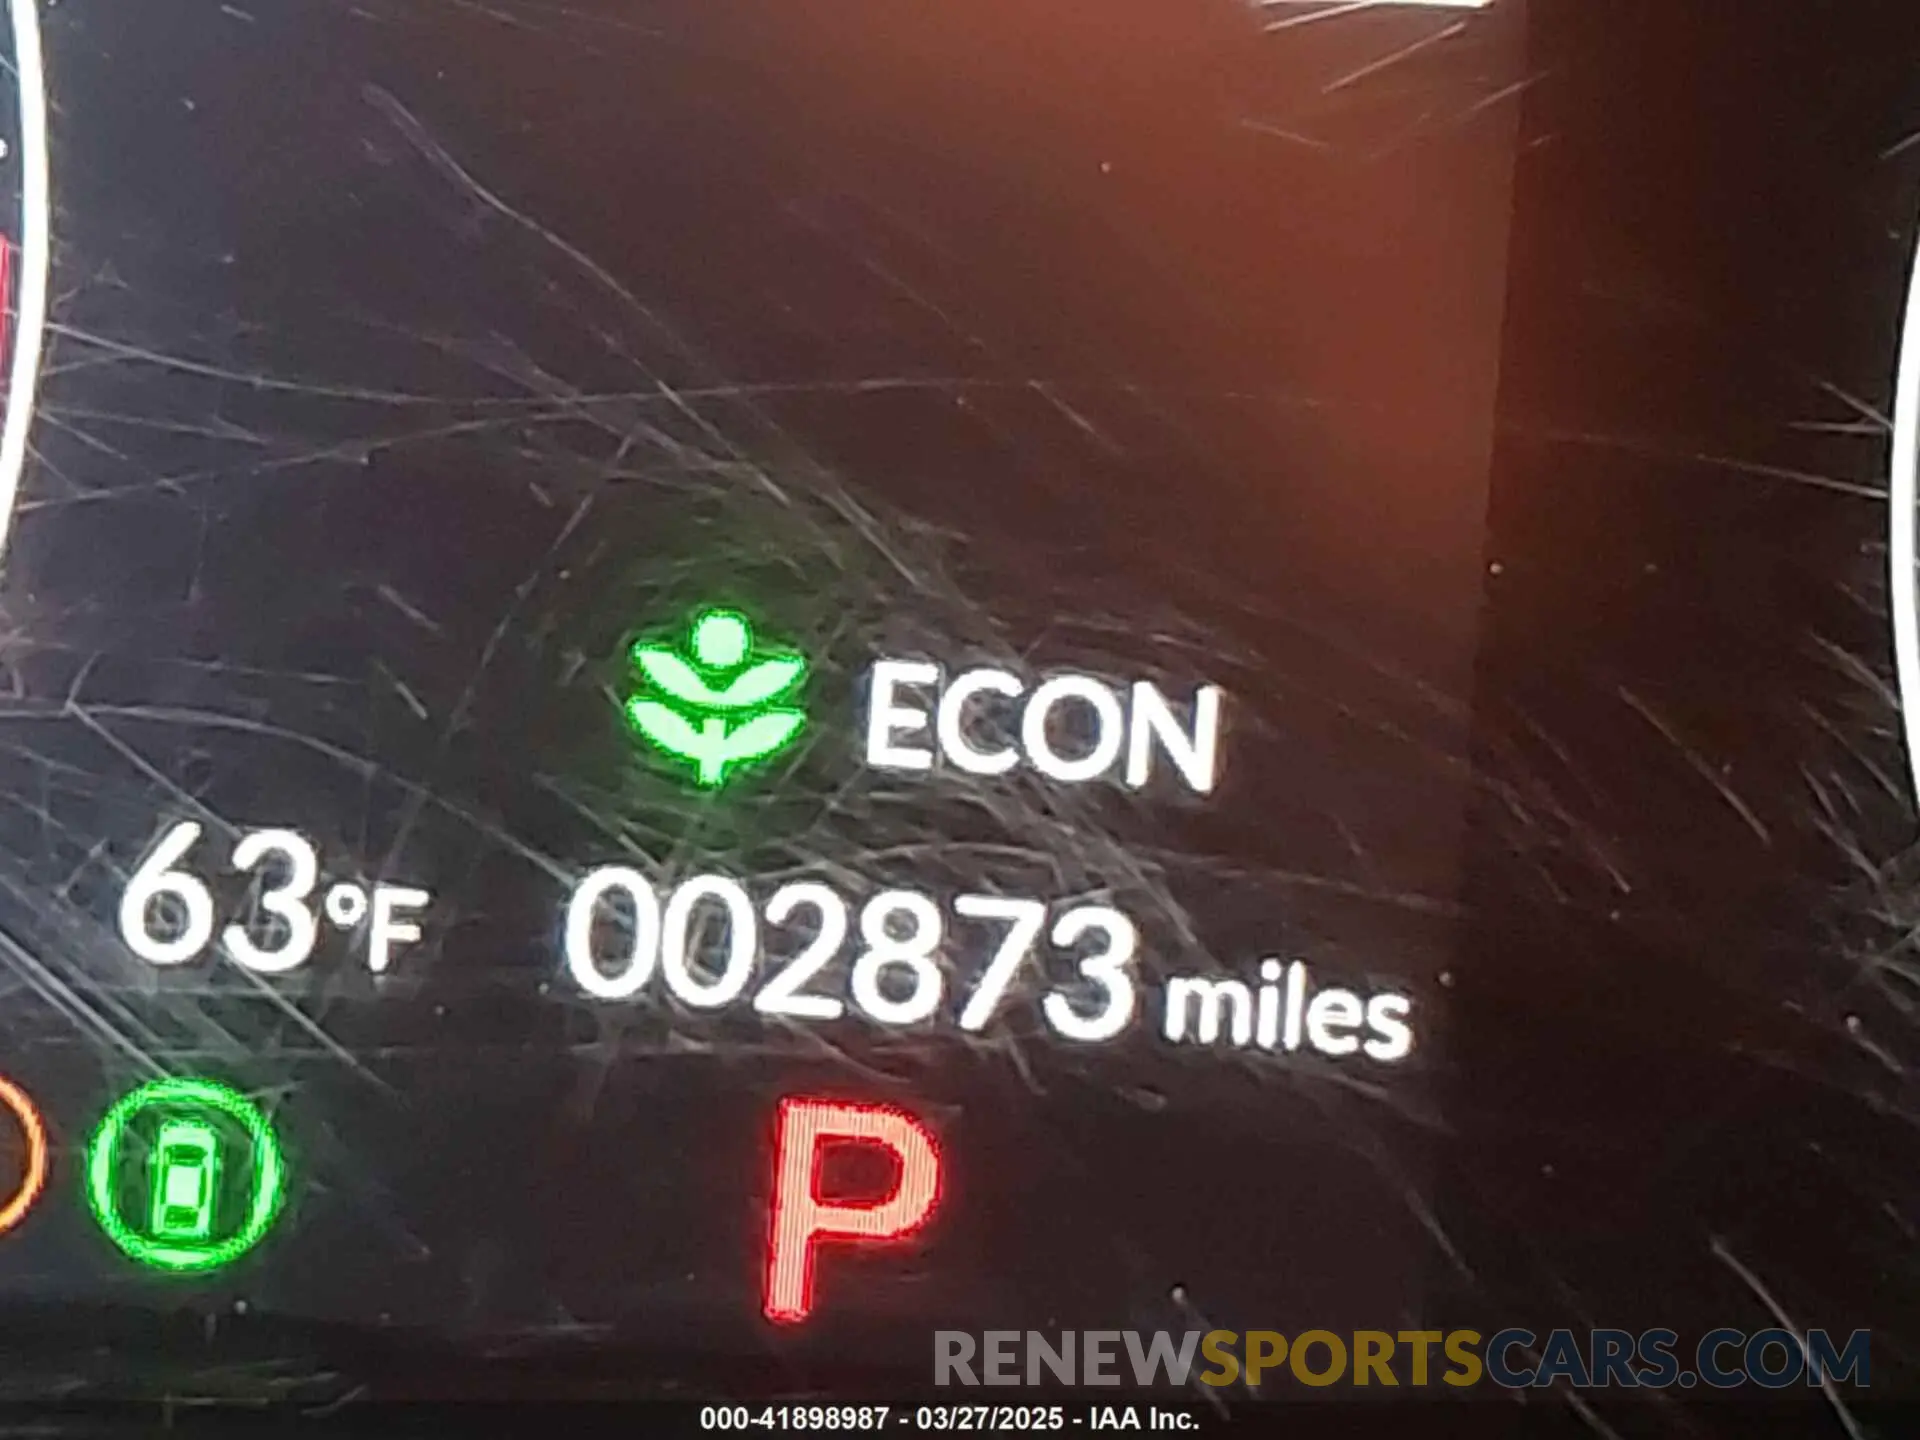 ECON
63°F 002873 miles
P
RENEWSPORTSCARS.COM
000-41898987 - 03/27/2025 - IAA Inc.